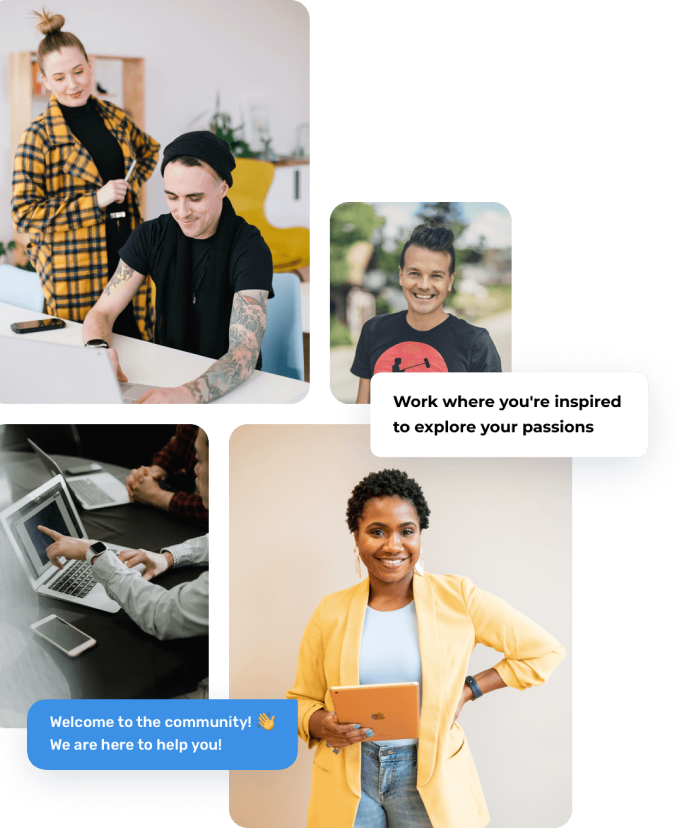 Work where you're inspired
to explore your passions
Welcome to the community! 👋
We are here to help you!